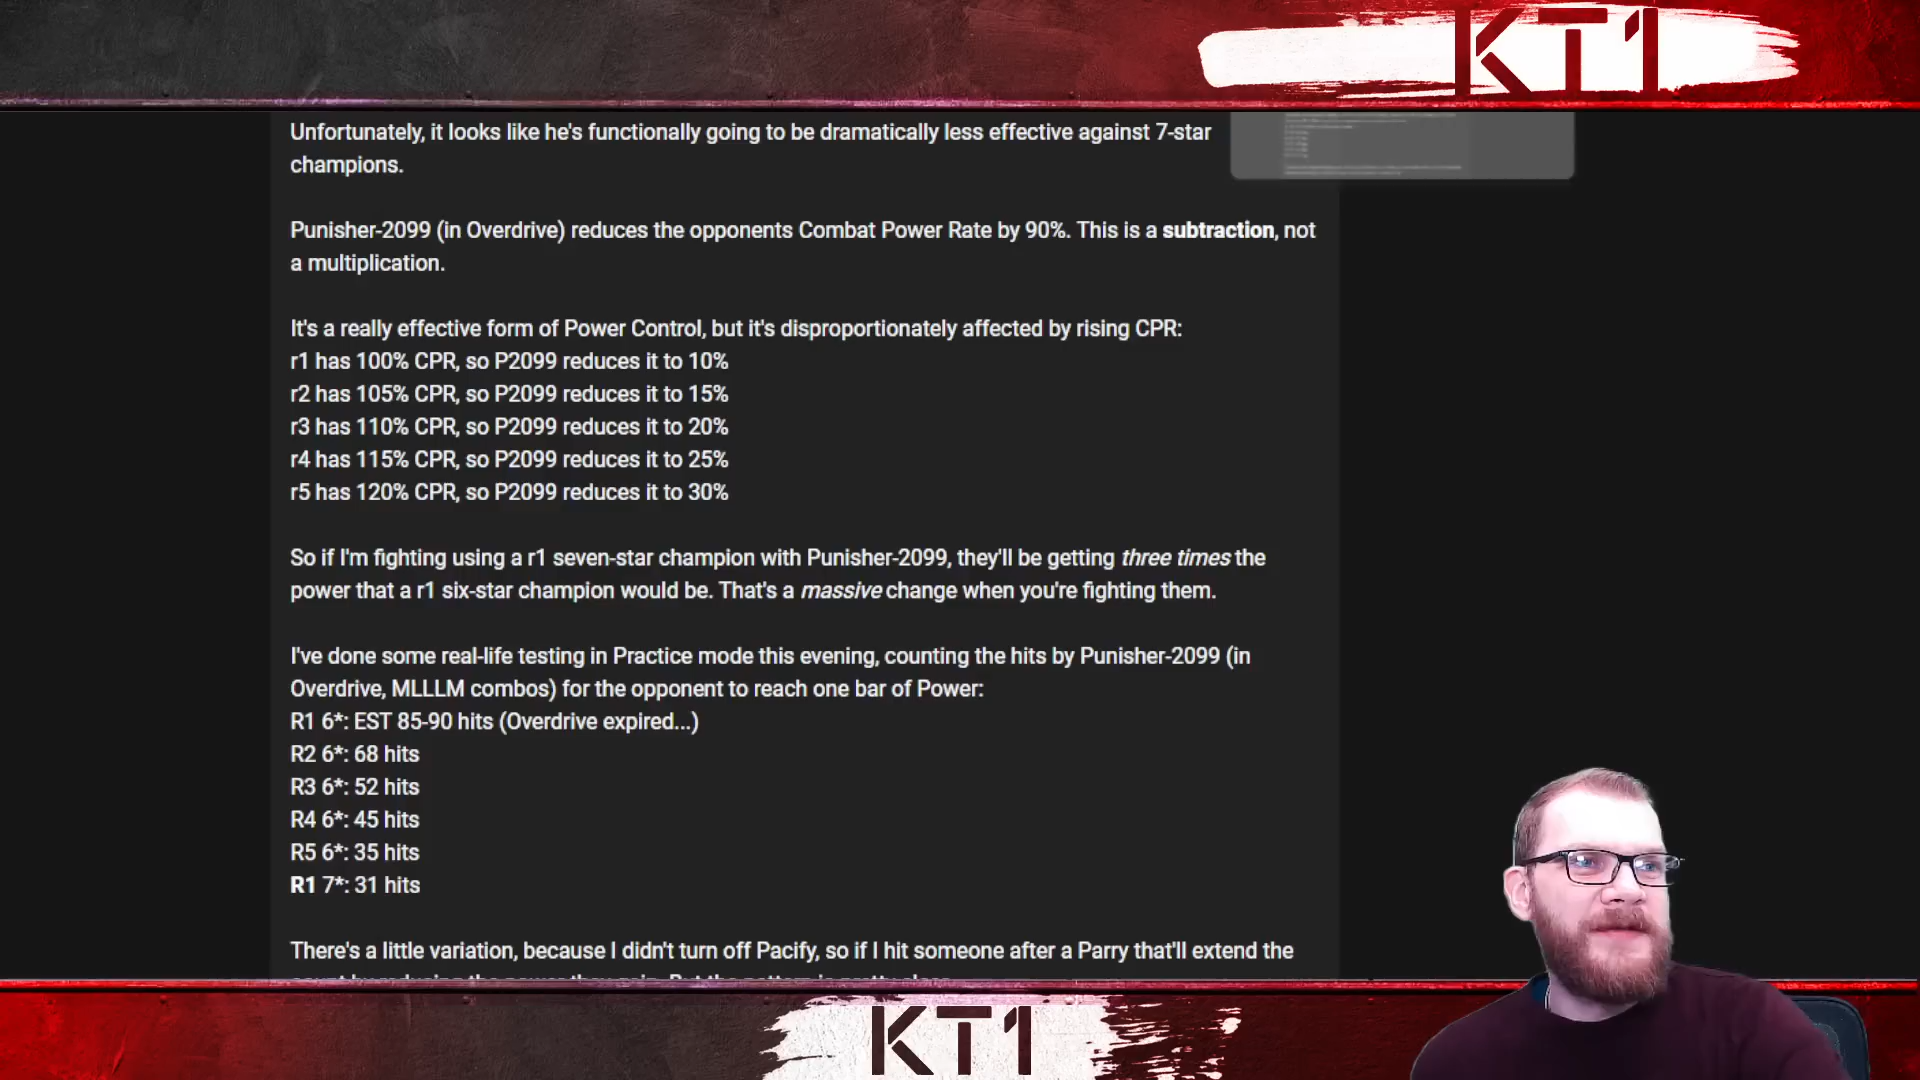 KT1
Unfortunately, it looks like he's functionally going to be dramatically less effective against 7-star
champions.
Punisher-2099 (in Overdrive) reduces the opponents Combat Power Rate by 90%. This is a subtraction, not
a multiplication.
It's a really effective form of Power Control, but it's disproportionately affected by rising CPR:
r1 has 100% CPR, so P2099 reduces it to 10%
r2 has 105% CPR, so P2099 reduces it to 15%
r3 has 110% CPR, so P2099 reduces it to 20%
r4 has 115% CPR, so P2099 reduces it to 25%
r5 has 120% CPR, so P2099 reduces it to 30%
So if I'm fighting using a r1 seven-star champion with Punisher-2099, they'll be getting three times the
power that a r1 six-star champion would be. That's a massive change when you're fighting them.
I've done some real-life testing in Practice mode this evening, counting the hits by Punisher-2099 (in
Overdrive, MLLLM combos) for the opponent to reach one bar of Power:
R1 6*: EST 85-90 hits (Overdrive expired...)
R2 6*: 68 hits
R3 6*: 52 hits
R4 6*: 45 hits
R5 6*: 35 hits
R1 7*: 31 hits
There's a little variation, because I didn't turn off Pacify, so if I hit someone after a Parry that'll extend the
KT1